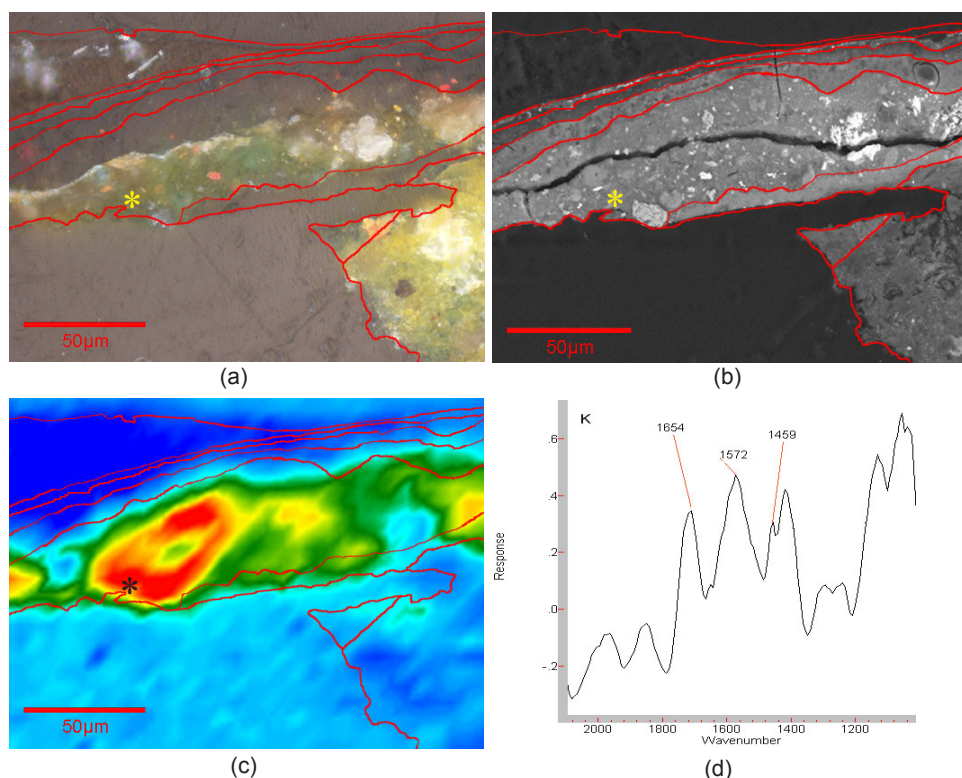 50µm
(a)
50µm
(b)
50µm
(c)
K
1654
1572
1459
.6
.4
.2
.0
-.2
Response
2000
1800
1600
1400
1200
Wavenumber
(d)